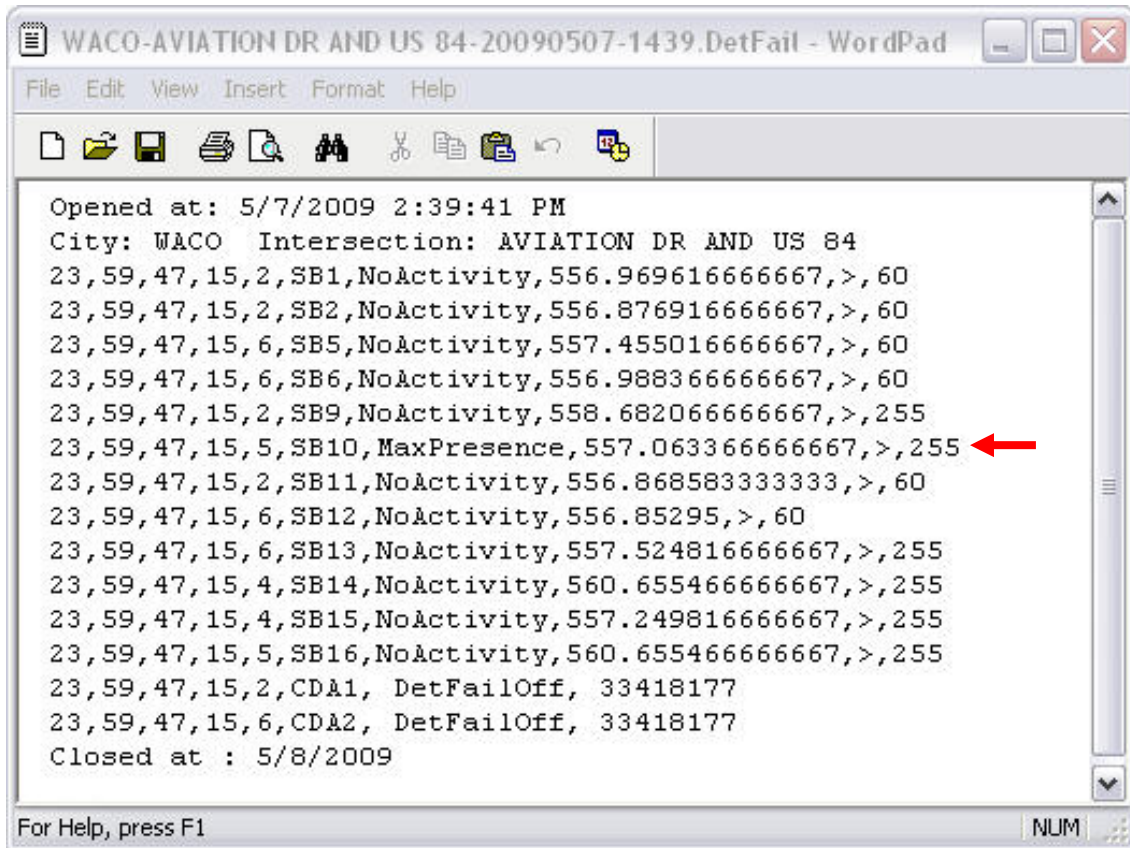 WACO-AVIATION DR AND US 84-20090507-1439.DetFail - WordPad
File Edit View Insert Format Help
12
Opened at: 5/7/2009 2:39:41 PM
City: WACO  Intersection: AVIATION DR AND US 84
23,59,47,15,2,SB1,NoActivity,556.969616666667,>,60
23,59,47,15,2,SB2,NoActivity,556.876916666667,>,60
23,59,47,15,6,SB5,NoActivity,557.455016666667,>,60
23,59,47,15,6,SB6,NoActivity,556.988366666667,>,60
23,59,47,15,2,SB9,NoActivity,558.682066666667,>,255
23,59,47,15,5,SB10,MaxPresence,557.063366666667,>,255
23,59,47,15,2,SB11,NoActivity,556.868583333333,>,60
23,59,47,15,6,SB12,NoActivity,556.85295,>,60
23,59,47,15,6,SB13,NoActivity,557.524816666667,>,255
23,59,47,15,4,SB14,NoActivity,560.655466666667,>,255
23,59,47,15,4,SB15,NoActivity,557.249816666667,>,255
23,59,47,15,5,SB16,NoActivity,560.655466666667,>,255
23,59,47,15,2,CDA1, DetFailOff, 33418177
23,59,47,15,6,CDA2, DetFailOff, 33418177
Closed at : 5/8/2009
For Help, press F1 NUM